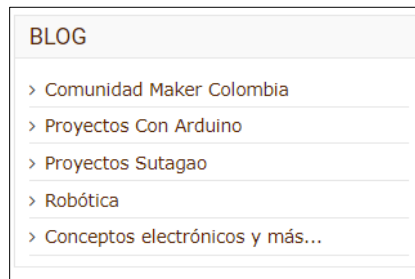 BLOG
> Comunidad Maker Colombia
> Proyectos Con Arduino
> Proyectos Sutagao
> Robótica
> Conceptos electrónicos y más...